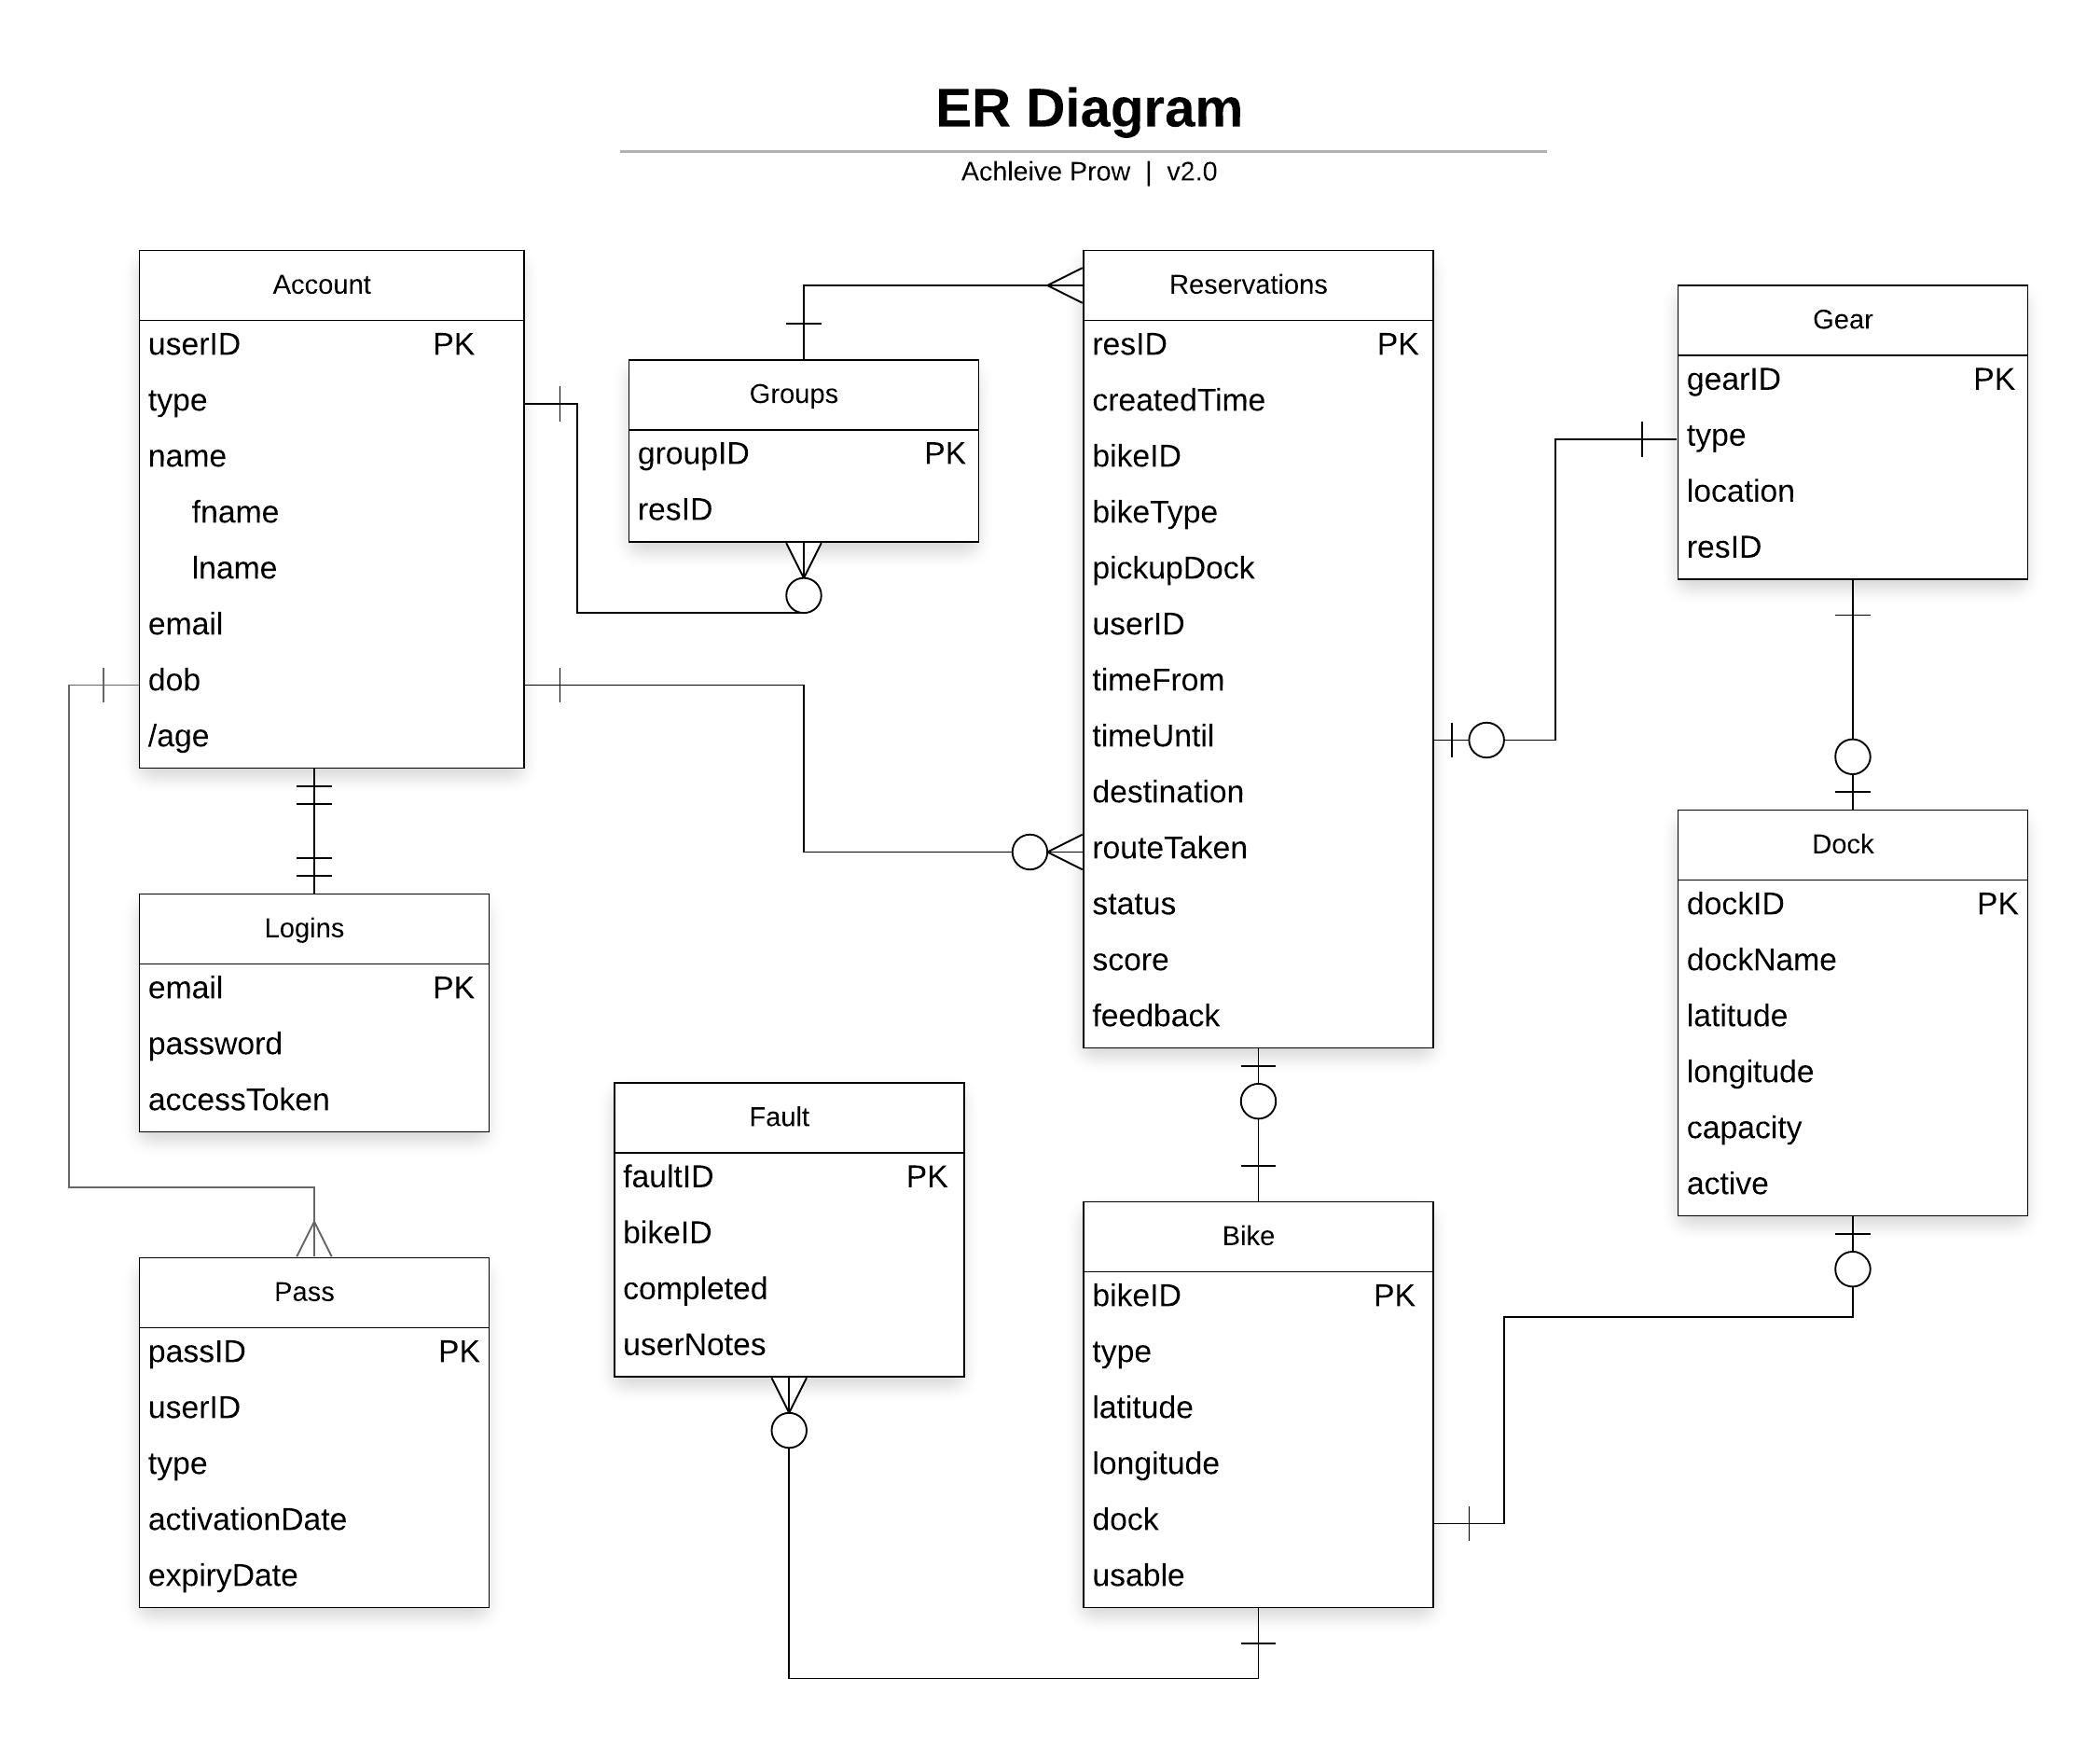 ER Diagram
Achleive Prow | v2.0
Account
userID PK
type
name
fname
lname
email
dob
/age
Groups
groupID PK
resID
Reservations
resID PK
createdTime
bikeID
bikeType
pickupDock
userID
timeFrom
timeUntil
destination
routeTaken
status
score
feedback
Gear
gearID PK
type
location
resID
Logins
email PK
password
accessToken
Dock
dockID PK
dockName
latitude
longitude
capacity
active
Fault
faultID PK
bikeID
completed
userNotes
Bike
bikeID PK
type
latitude
longitude
dock
usable
Pass
passID PK
userID
type
activationDate
expiryDate